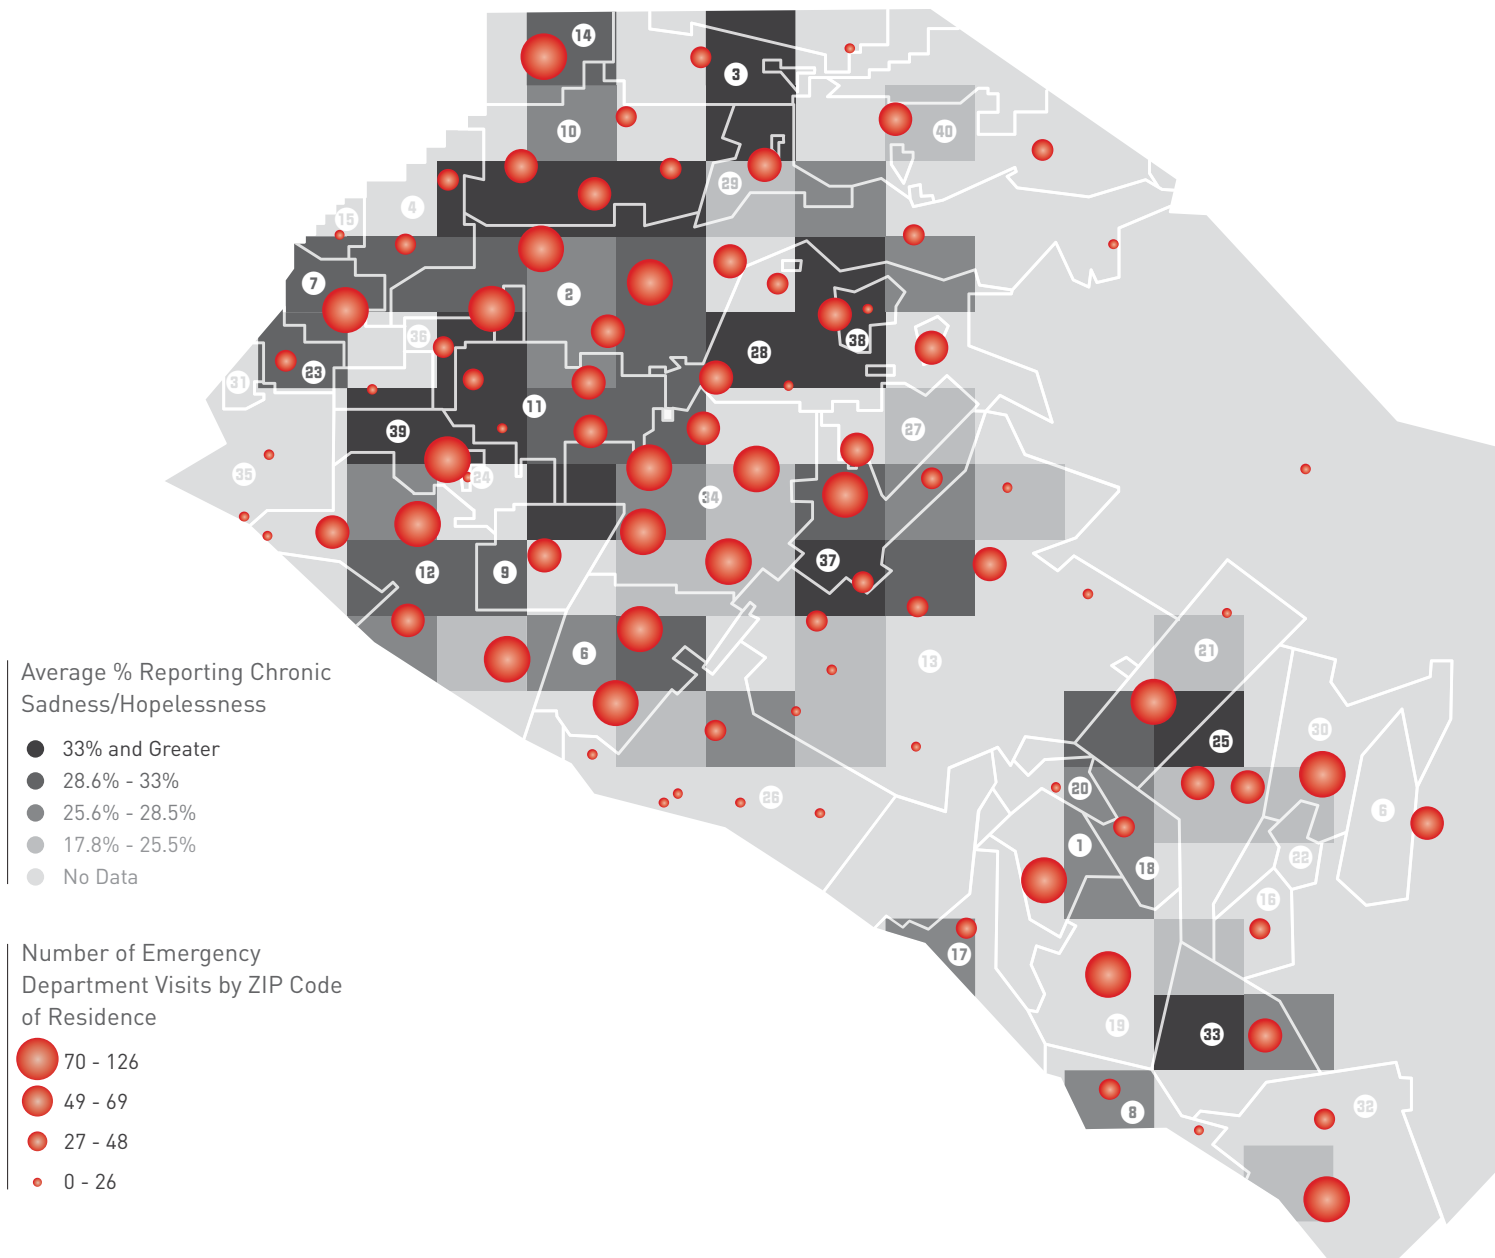 14
3
10
40
29
4
15
7
2
36
28
38
23
31
11
27
39
35
24
34
37
12
9
6
13
21
Average % Reporting Chronic
Sadness/Hopelessness
33% and Greater
28.6% - 33%
25.6% - 28.5%
17.8% - 25.5%
No Data
30
25
20
26
6
1
22
18
16
17
19
33
8
32
Number of Emergency
Department Visits by ZIP Code
of Residence
70 - 126
49 - 69
27 - 48
0 - 26